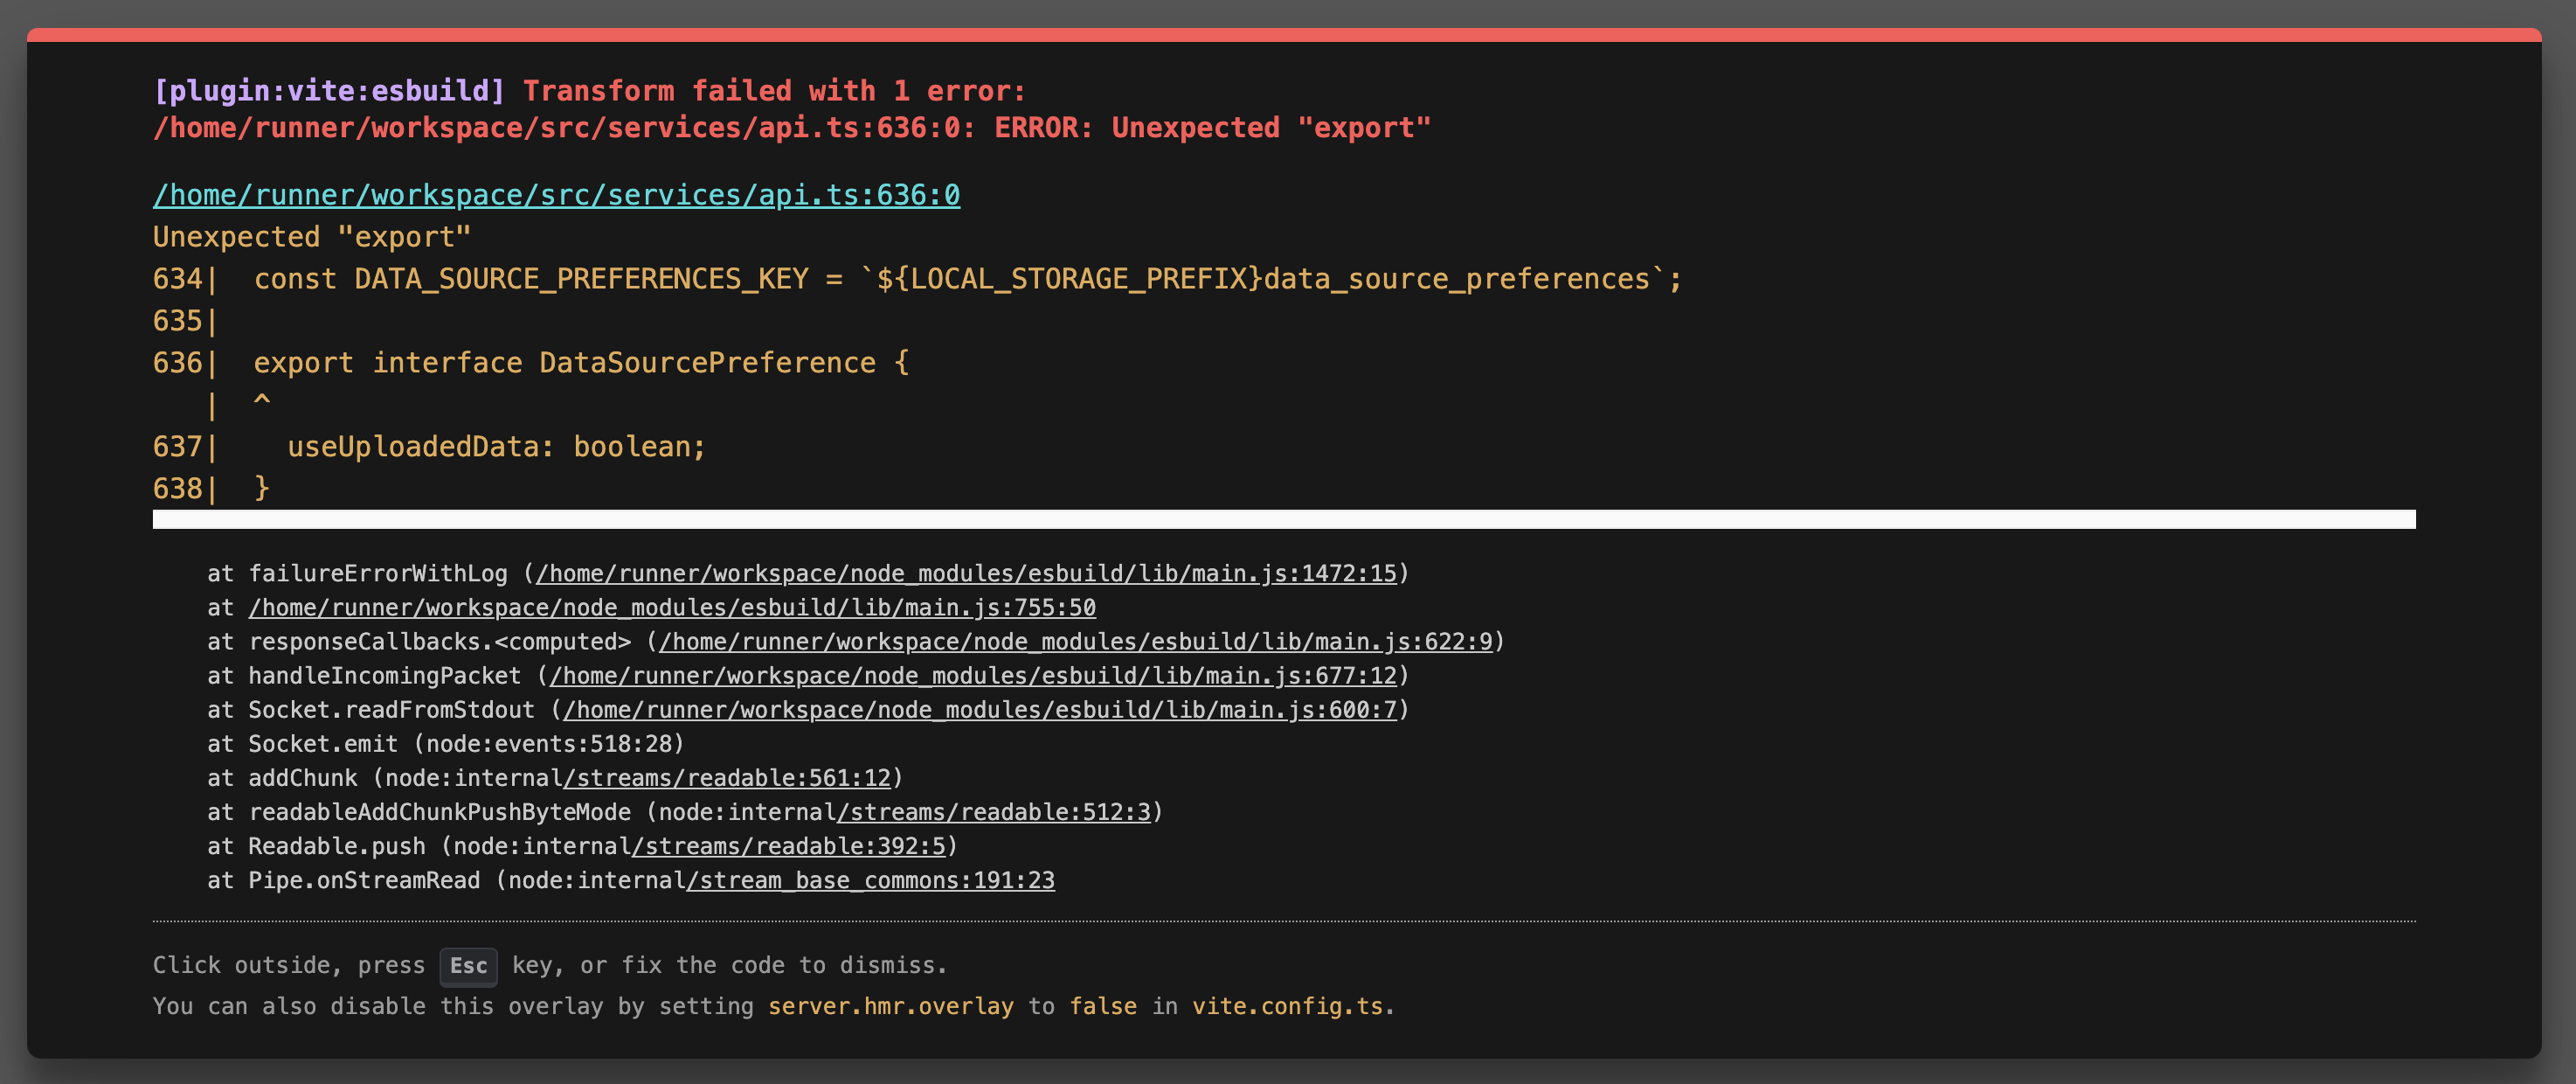 [plugin:vite:esbuild] Transform failed with 1 error:
/home/runner/workspace/src/services/api.ts:636:0: ERROR: Unexpected "export"
/home/runner/workspace/src/services/api.ts:636:0
Unexpected "export"
634|  const DATA_SOURCE_PREFERENCES_KEY = `${LOCAL_STORAGE_PREFIX}data_source_preferences`;
635|
636|  export interface DataSourcePreference {
   |  ^
637|    useUploadedData: boolean;
638|  }
    at failureErrorWithLog (/home/runner/workspace/node_modules/esbuild/lib/main.js:1472:15)
    at /home/runner/workspace/node_modules/esbuild/lib/main.js:755:50
    at responseCallbacks.<computed> (/home/runner/workspace/node_modules/esbuild/lib/main.js:622:9)
    at handleIncomingPacket (/home/runner/workspace/node_modules/esbuild/lib/main.js:677:12)
    at Socket.readFromStdout (/home/runner/workspace/node_modules/esbuild/lib/main.js:600:7)
    at Socket.emit (node:events:518:28)
    at addChunk (node:internal/streams/readable:561:12)
    at readableAddChunkPushByteMode (node:internal/streams/readable:512:3)
    at Readable.push (node:internal/streams/readable:392:5)
    at Pipe.onStreamRead (node:internal/stream_base_commons:191:23
Click outside, press Esc key, or fix the code to dismiss.
You can also disable this overlay by setting server.hmr.overlay to false in vite.config.ts.